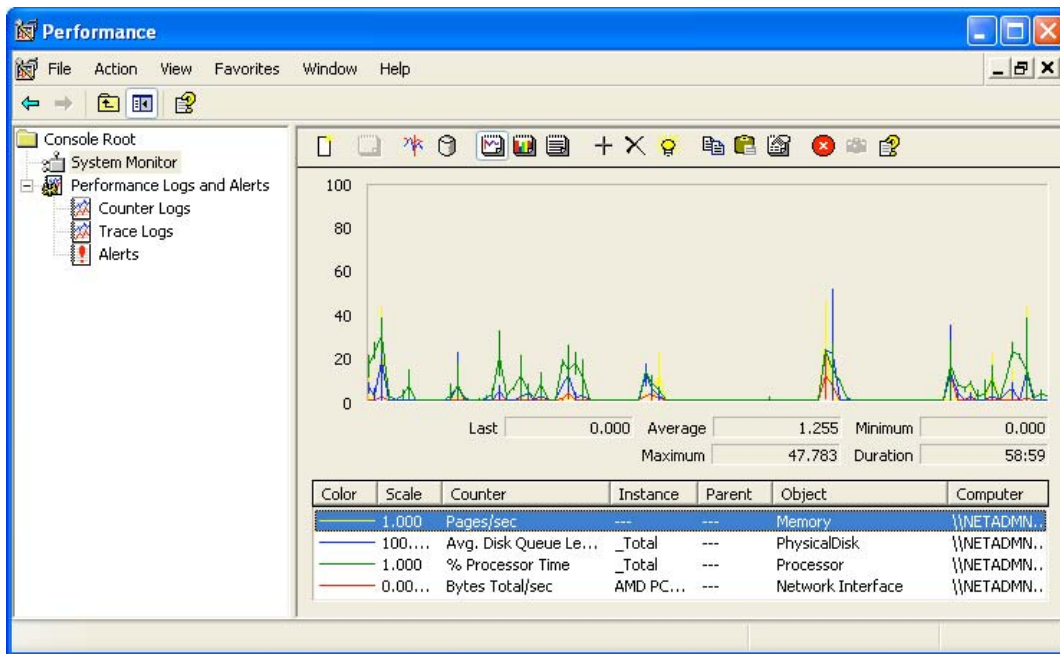 Performance
File Action View Favorites Window Help
Console Root
System Monitor
Performance Logs and Alerts
Counter Logs
Trace Logs
Alerts
100
80
60
40
20
0
Last 0.000 Average 1.255 Minimum 0.000
Maximum 47.783 Duration 58:59
Color Scale Counter Instance Parent Object Computer
1.000 Pages/sec --- --- Memory \\NETADMN...
100.... Avg. Disk Queue Le... _Total --- PhysicalDisk \\NETADMN...
1.000 % Processor Time _Total --- Processor \\NETADMN...
0.00... Bytes Total/sec AMD PC... --- Network Interface \\NETADMN...